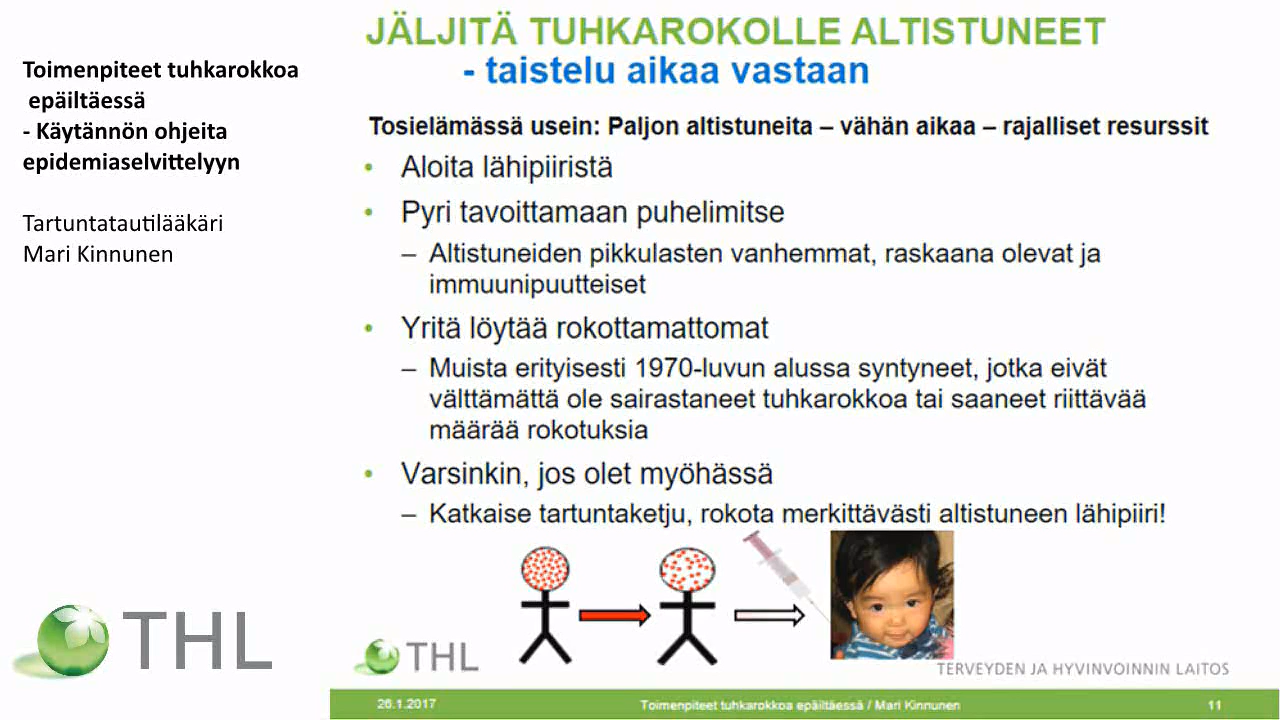 Toimenpiteet tuhkarokkoa
epäiltäessä
- Käytännön ohjeita
epidemiaselvittelyyn
Tartuntatautilääkäri
Mari Kinnunen
THL
JÄLJITÄ TUHKAROKOLLE ALTISTUNEET
- taistelu aikaa vastaan
Tosielämässä usein: Paljon altistuneita – vähän aikaa – rajalliset resurssit
• Aloita lähipiiristä
• Pyri tavoittamaan puhelimitse
– Altistuneiden pikkulasten vanhemmat, raskaana olevat ja
immuunipuutteiset
• Yritä löytää rokottamattomat
– Muista erityisesti 1970-luvun alussa syntyneet, jotka eivät
välttämättä ole sairastaneet tuhkarokkoa tai saaneet riittävää
määrää rokotuksia
• Varsinkin, jos olet myöhässä
– Katkaise tartuntaketju, rokota merkittävästi altistuneen lähipiiri!
THL
TERVEYDEN JA HYVINVOINNIN LAITOS
26.1.2017
Toimenpiteet tuhkarokkoa epäiltäessä / Mari Kinnunen
11